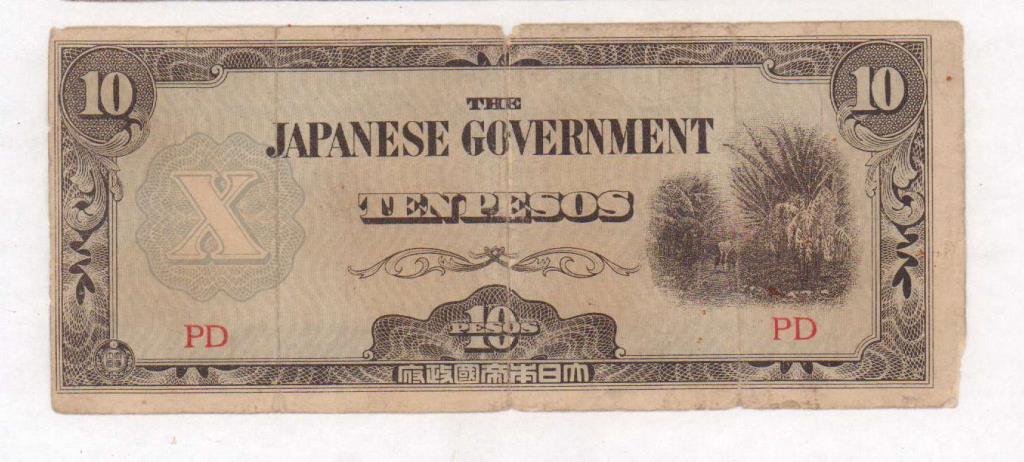 10 10
THE
JAPANESE GOVERNMENT
X
TEN PESOS
PD PD
10
PESOS
大日本帝國政府